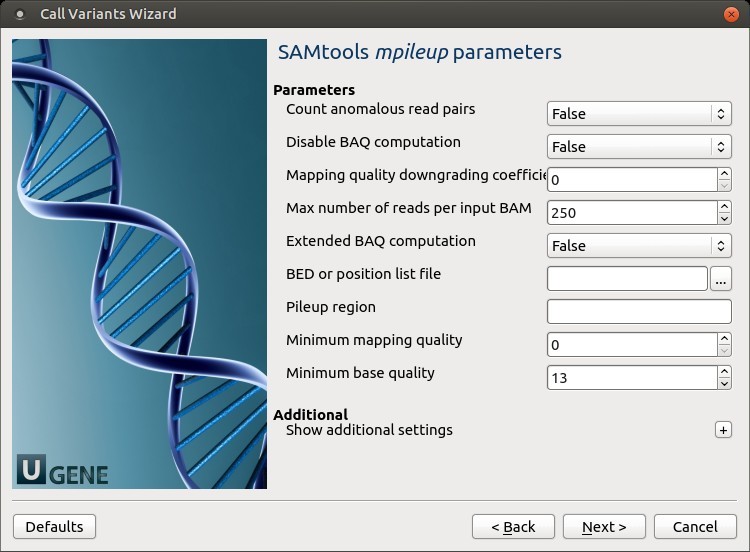 Call Variants Wizard
SAMtools mpileup parameters
Parameters
Count anomalous read pairs False
Disable BAQ computation False
Mapping quality downgrading coefficie 0
Max number of reads per input BAM 250
Extended BAQ computation False
BED or position list file ...
Pileup region
Minimum mapping quality 0
Minimum base quality 13
Additional
Show additional settings +
U GENE
Defaults < Back Next > Cancel